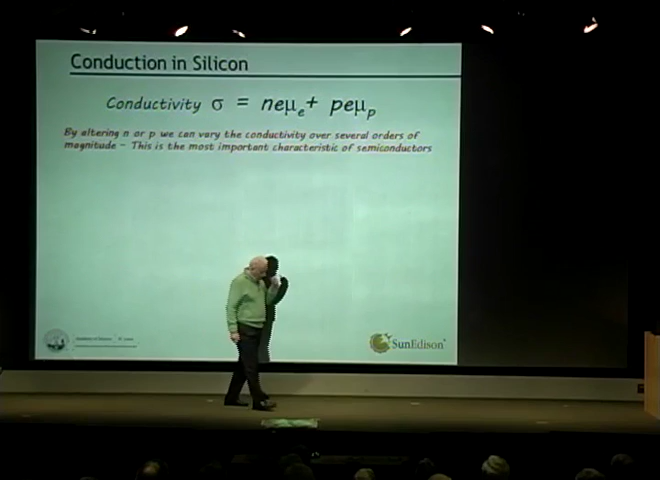 Conduction in Silicon
Conductivity σ = neμₑ + peμₚ
By altering n or p we can vary the conductivity over several orders of
magnitude – This is the most important characteristic of semiconductors
SunEdison